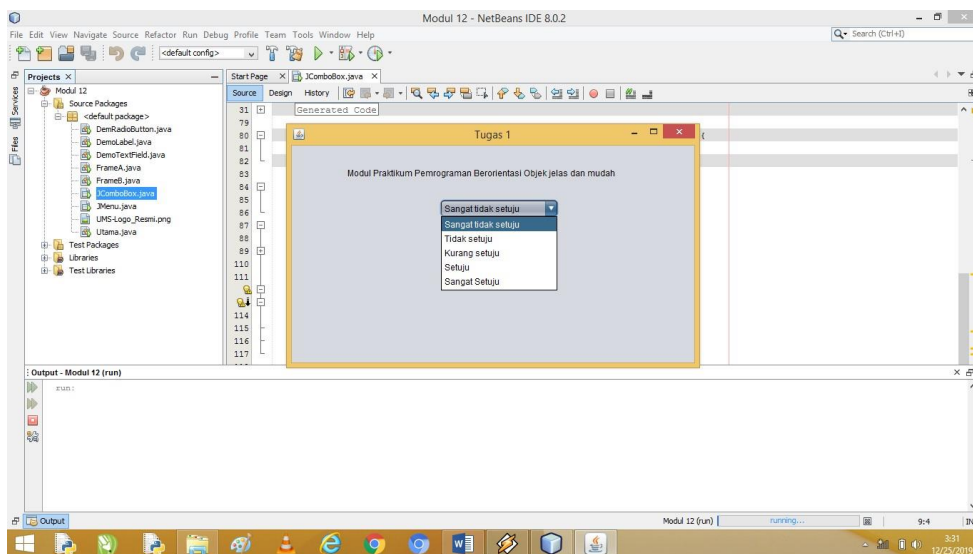 Modul 12 - NetBeans IDE 8.0.2
File Edit View Navigate Source Refactor Run Debug Profile Team Tools Window Help
Search (Ctrl+I)
<default config>
Projects
Start Page
JComboBox.java
Services
Files
Modul 12
Source Packages
<default package>
DemRadioButton.java
DemoLabel.java
DemoTextField.java
FrameA.java
FrameB.java
JComboBox.java
JMenu.java
UMS-Logo_Resmi.png
Utama.java
Test Packages
Libraries
Test Libraries
Source Design History
31 Generated Code
79
80 {
81
82
83
84
85
86
87
88
89
110
111
114
115
116
117
Tugas 1
Modul Praktikum Pemrograman Berorientasi Objek jelas dan mudah
Sangat tidak setuju
Sangat tidak setuju
Tidak setuju
Kurang setuju
Setuju
Sangat Setuju
Output - Modul 12 (run)
run:
Output
Modul 12 (run)
running...
9:4
3:31
12/25/2019